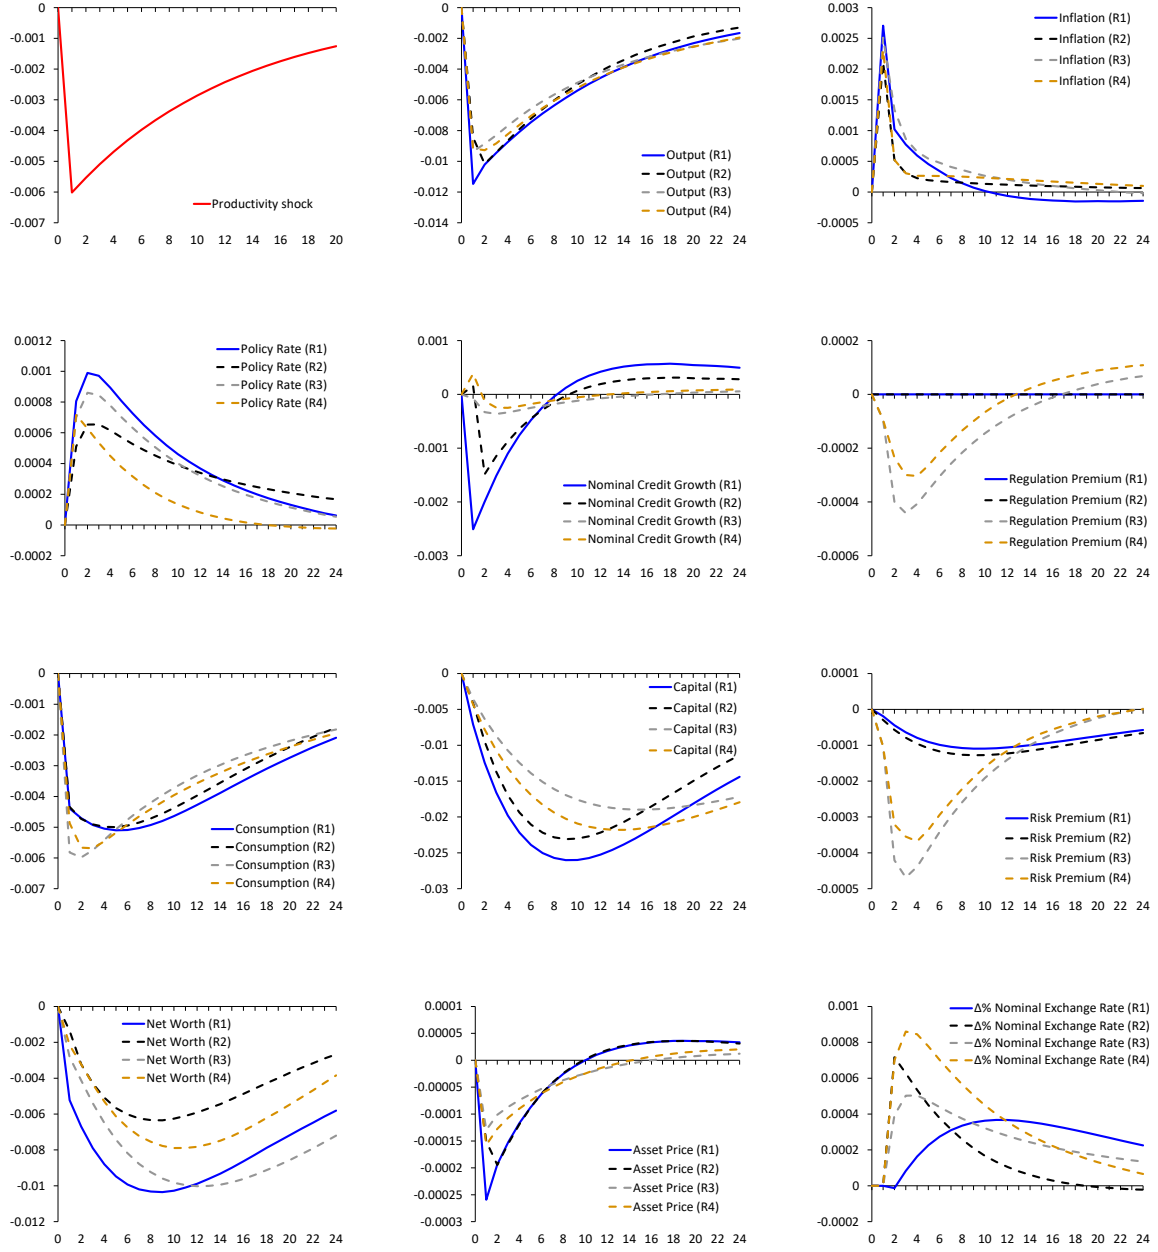 0
-0.001
-0.002
-0.003
-0.004
-0.005
-0.006
-0.007
Productivity shock
0 2 4 6 8 10 12 14 16 18 20
0
-0.002
-0.004
-0.006
-0.008
-0.01
-0.012
-0.014
Output (R1)
Output (R2)
Output (R3)
Output (R4)
0 2 4 6 8 10 12 14 16 18 20 22 24
0.003
0.0025
0.002
0.0015
0.001
0.0005
0
-0.0005
Inflation (R1)
Inflation (R2)
Inflation (R3)
Inflation (R4)
0 2 4 6 8 10 12 14 16 18 20 22 24
0.0012
0.001
0.0008
0.0006
0.0004
0.0002
0
-0.0002
Policy Rate (R1)
Policy Rate (R2)
Policy Rate (R3)
Policy Rate (R4)
0 2 4 6 8 10 12 14 16 18 20 22 24
0.001
0
-0.001
-0.002
-0.003
Nominal Credit Growth (R1)
Nominal Credit Growth (R2)
Nominal Credit Growth (R3)
Nominal Credit Growth (R4)
0 2 4 6 8 10 12 14 16 18 20 22 24
0.0002
0
-0.0002
-0.0004
-0.0006
Regulation Premium (R1)
Regulation Premium (R2)
Regulation Premium (R3)
Regulation Premium (R4)
0 2 4 6 8 10 12 14 16 18 20 22 24
0
-0.001
-0.002
-0.003
-0.004
-0.005
-0.006
-0.007
Consumption (R1)
Consumption (R2)
Consumption (R3)
Consumption (R4)
0 2 4 6 8 10 12 14 16 18 20 22 24
0
-0.005
-0.01
-0.015
-0.02
-0.025
-0.03
Capital (R1)
Capital (R2)
Capital (R3)
Capital (R4)
0 2 4 6 8 10 12 14 16 18 20 22 24
0.0001
0
-0.0001
-0.0002
-0.0003
-0.0004
-0.0005
Risk Premium (R1)
Risk Premium (R2)
Risk Premium (R3)
Risk Premium (R4)
0 2 4 6 8 10 12 14 16 18 20 22 24
0
-0.002
-0.004
-0.006
-0.008
-0.01
-0.012
Net Worth (R1)
Net Worth (R2)
Net Worth (R3)
Net Worth (R4)
0 2 4 6 8 10 12 14 16 18 20 22 24
0.0001
0.00005
0
-0.00005
-0.0001
-0.00015
-0.0002
-0.00025
-0.0003
Asset Price (R1)
Asset Price (R2)
Asset Price (R3)
Asset Price (R4)
0 2 4 6 8 10 12 14 16 18 20 22 24
0.001
0.0008
0.0006
0.0004
0.0002
0
-0.0002
Δ% Nominal Exchange Rate (R1)
Δ% Nominal Exchange Rate (R2)
Δ% Nominal Exchange Rate (R3)
Δ% Nominal Exchange Rate (R4)
0 2 4 6 8 10 12 14 16 18 20 22 24